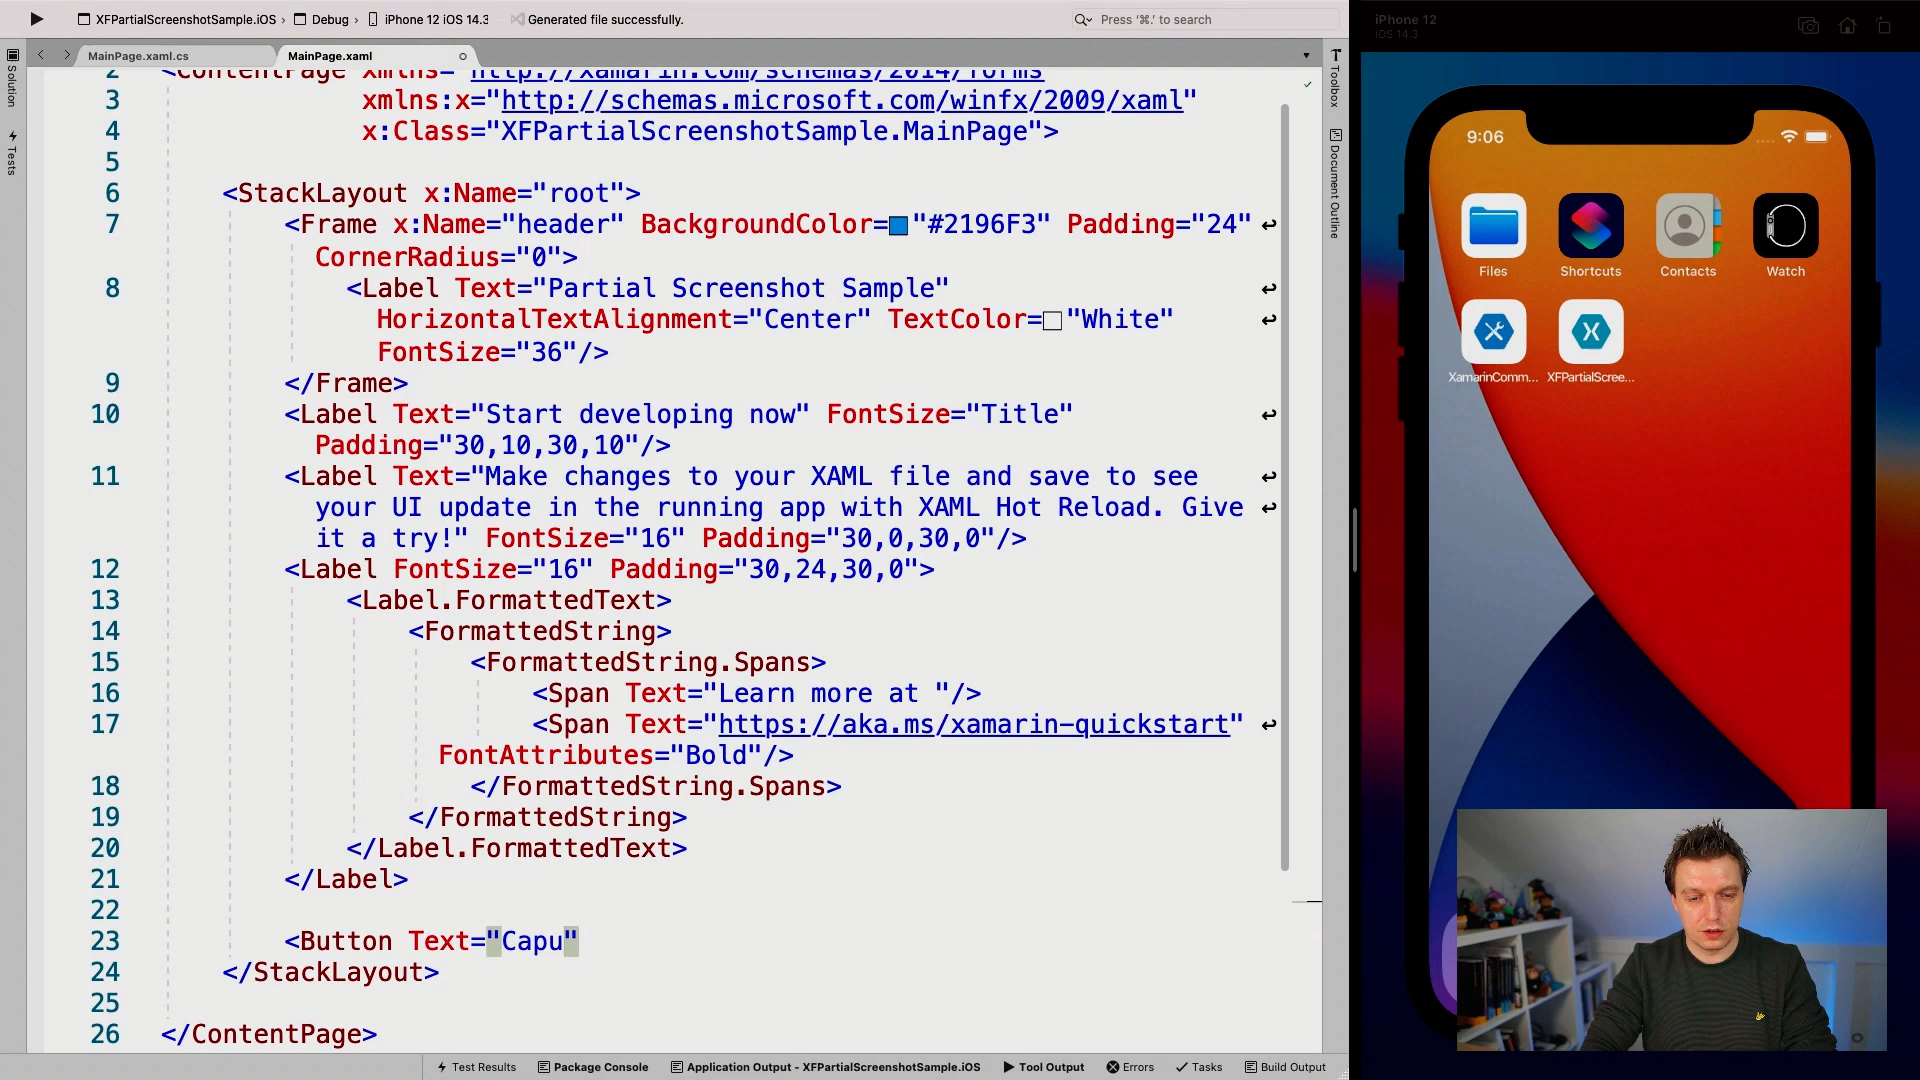 XFPartialScreenshotSample.iOS › Debug › iPhone 12 iOS 14.3 Generated file successfully. Press ‘⌘.’ to search
iPhone 12
iOS 14.3
MainPage.xaml.cs MainPage.xaml
Solution
Tests
Toolbox
Document Outline
2 <ContentPage xmlns="http://xamarin.com/schemas/2014/forms"
3 xmlns:x="http://schemas.microsoft.com/winfx/2009/xaml"
4 x:Class="XFPartialScreenshotSample.MainPage">
5
6 <StackLayout x:Name="root">
7 <Frame x:Name="header" BackgroundColor="#2196F3" Padding="24"
CornerRadius="0">
8 <Label Text="Partial Screenshot Sample"
HorizontalTextAlignment="Center" TextColor="White"
FontSize="36"/>
9 </Frame>
10 <Label Text="Start developing now" FontSize="Title"
Padding="30,10,30,10"/>
11 <Label Text="Make changes to your XAML file and save to see
your UI update in the running app with XAML Hot Reload. Give
it a try!" FontSize="16" Padding="30,0,30,0"/>
12 <Label FontSize="16" Padding="30,24,30,0">
13 <Label.FormattedText>
14 <FormattedString>
15 <FormattedString.Spans>
16 <Span Text="Learn more at "/>
17 <Span Text="https://aka.ms/xamarin-quickstart"
FontAttributes="Bold"/>
18 </FormattedString.Spans>
19 </FormattedString>
20 </Label.FormattedText>
21 </Label>
22
23 <Button Text="Capu"
24 </StackLayout>
25
26 </ContentPage>
9:06
Files Shortcuts Contacts Watch
XamarinComm... XFPartialScree...
Test Results Package Console Application Output - XFPartialScreenshotSample.iOS Tool Output Errors Tasks Build Output